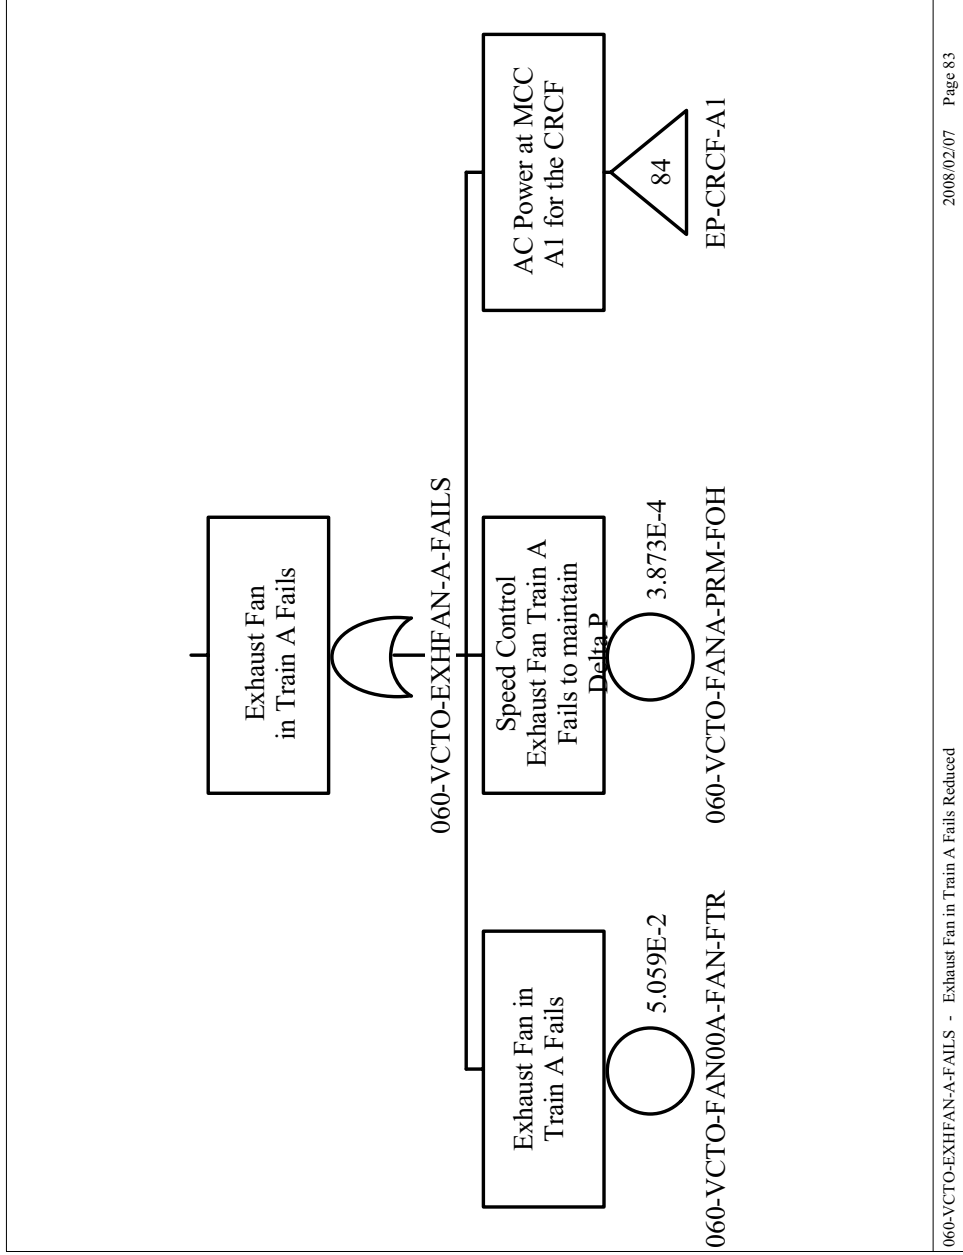 Exhaust Fan
in Train A Fails
060-VCTO-EXHFAN-A-FAILS
Exhaust Fan in
Train A Fails
5.059E-2
060-VCTO-FAN00A-FAN-FTR
Speed Control
Exhaust Fan Train A
Fails to maintain
Delta P
3.873E-4
060-VCTO-FANA-PRM-FOH
AC Power at MCC
A1 for the CRCF
84
EP-CRCF-A1
060-VCTO-EXHFAN-A-FAILS - Exhaust Fan in Train A Fails Reduced
2008/02/07 Page 83